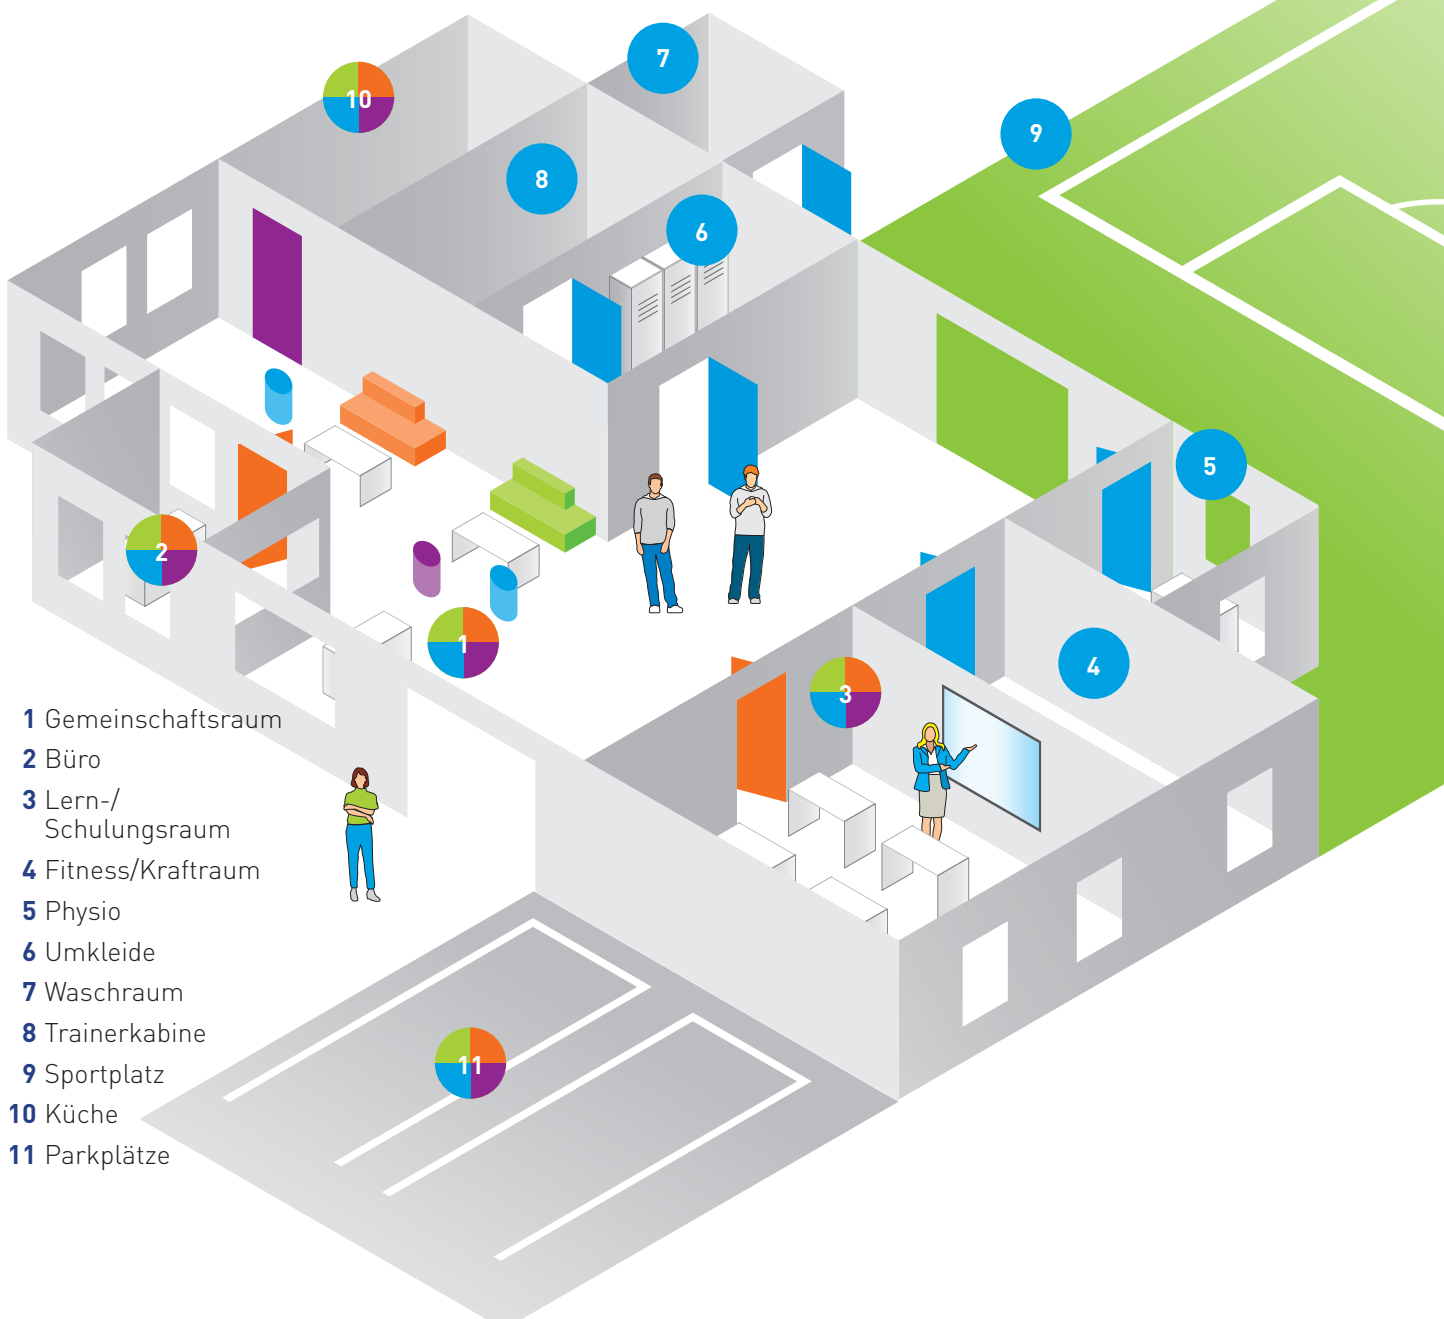 10
7
9
8
6
5
2
1
4
3
11
1 Gemeinschaftsraum
2 Büro
3 Lern-/
Schulungsraum
4 Fitness/Kraftraum
5 Physio
6 Umkleide
7 Waschraum
8 Trainerkabine
9 Sportplatz
10 Küche
11 Parkplätze